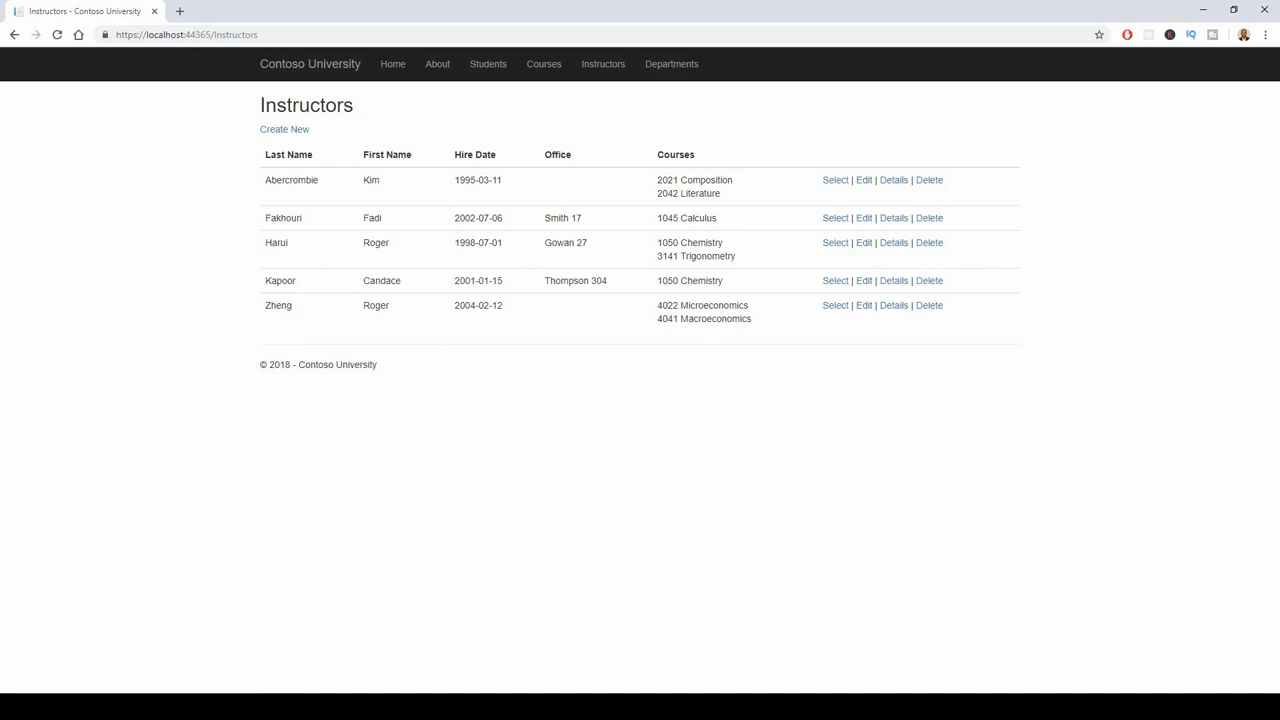 Instructors - Contoso University
https://localhost:44365/Instructors
Contoso University Home About Students Courses Instructors Departments
Instructors
Create New
Last Name First Name Hire Date Office Courses
Abercrombie Kim 1995-03-11 2021 Composition Select | Edit | Details | Delete
2042 Literature
Fakhouri Fadi 2002-07-06 Smith 17 1045 Calculus Select | Edit | Details | Delete
Harui Roger 1998-07-01 Gowan 27 1050 Chemistry Select | Edit | Details | Delete
3141 Trigonometry
Kapoor Candace 2001-01-15 Thompson 304 1050 Chemistry Select | Edit | Details | Delete
Zheng Roger 2004-02-12 4022 Microeconomics Select | Edit | Details | Delete
4041 Macroeconomics
© 2018 - Contoso University